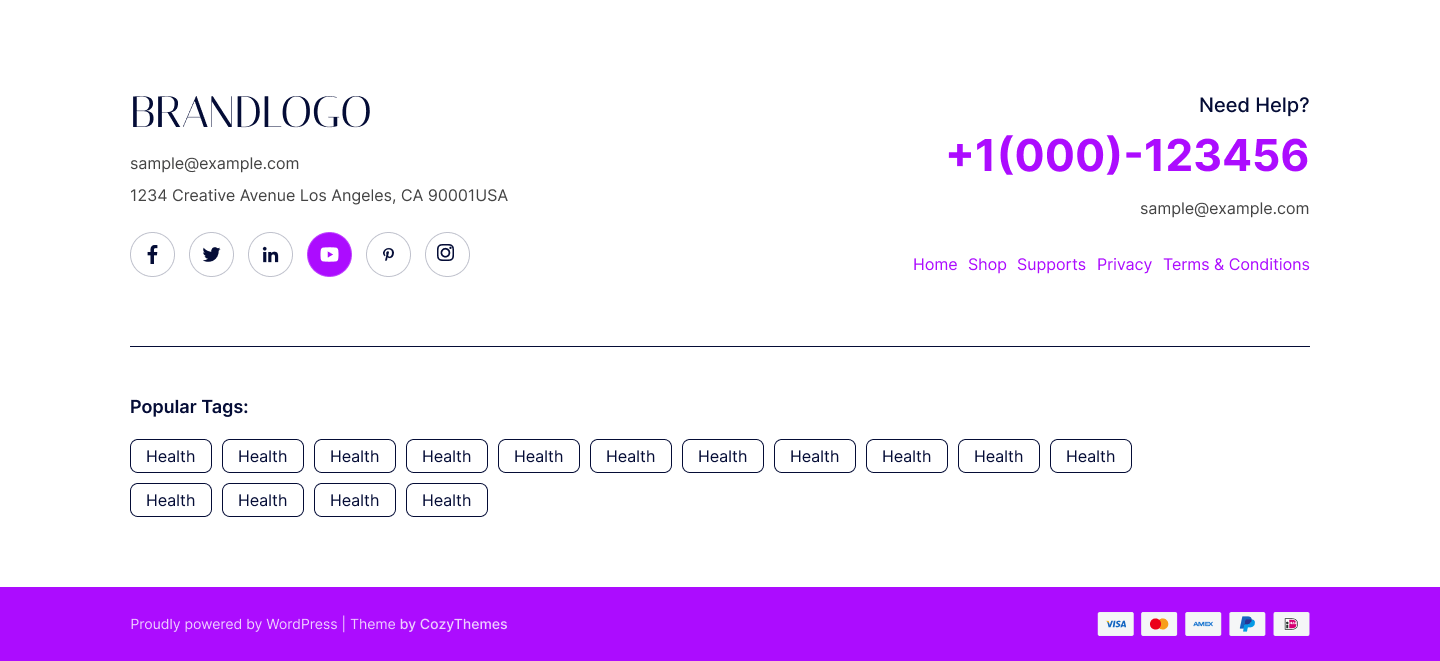 BRANDLOGO
sample@example.com
1234 Creative Avenue Los Angeles, CA 90001USA
Need Help?
+1(000)-123456
sample@example.com
Home Shop Supports Privacy Terms & Conditions
Popular Tags:
Health Health Health Health Health Health Health Health Health Health Health
Health Health Health Health
Proudly powered by WordPress | Theme by CozyThemes
VISA AMEX